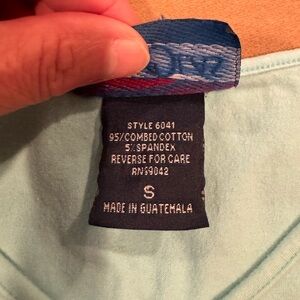 STYLE 6041
95%COMBED COTTON
5% SPANDEX
REVERSE FOR CARE
RN59042
S
MADE IN GUATEMALA